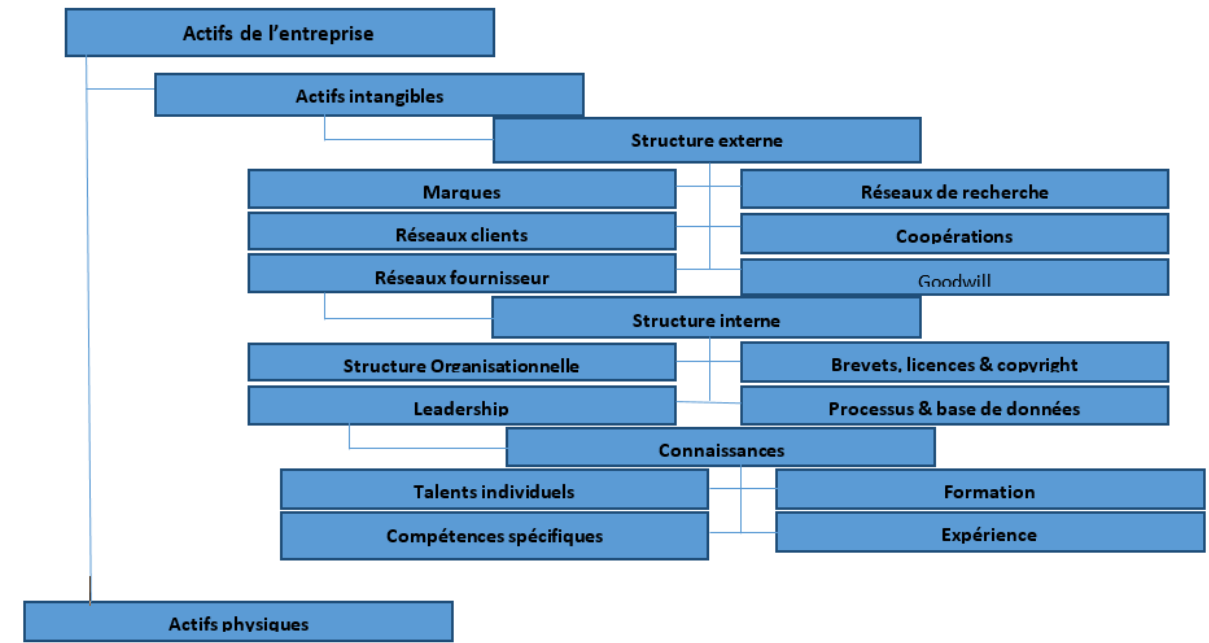 Actifs de l'entreprise
Actifs intangibles
Structure externe
Marques
Réseaux de recherche
Réseaux clients
Coopérations
Réseaux fournisseur
Goodwill
Structure interne
Structure Organisationnelle
Brevets, licences & copyright
Leadership
Processus & base de données
Connaissances
Talents individuels
Formation
Compétences spécifiques
Expérience
Actifs physiques